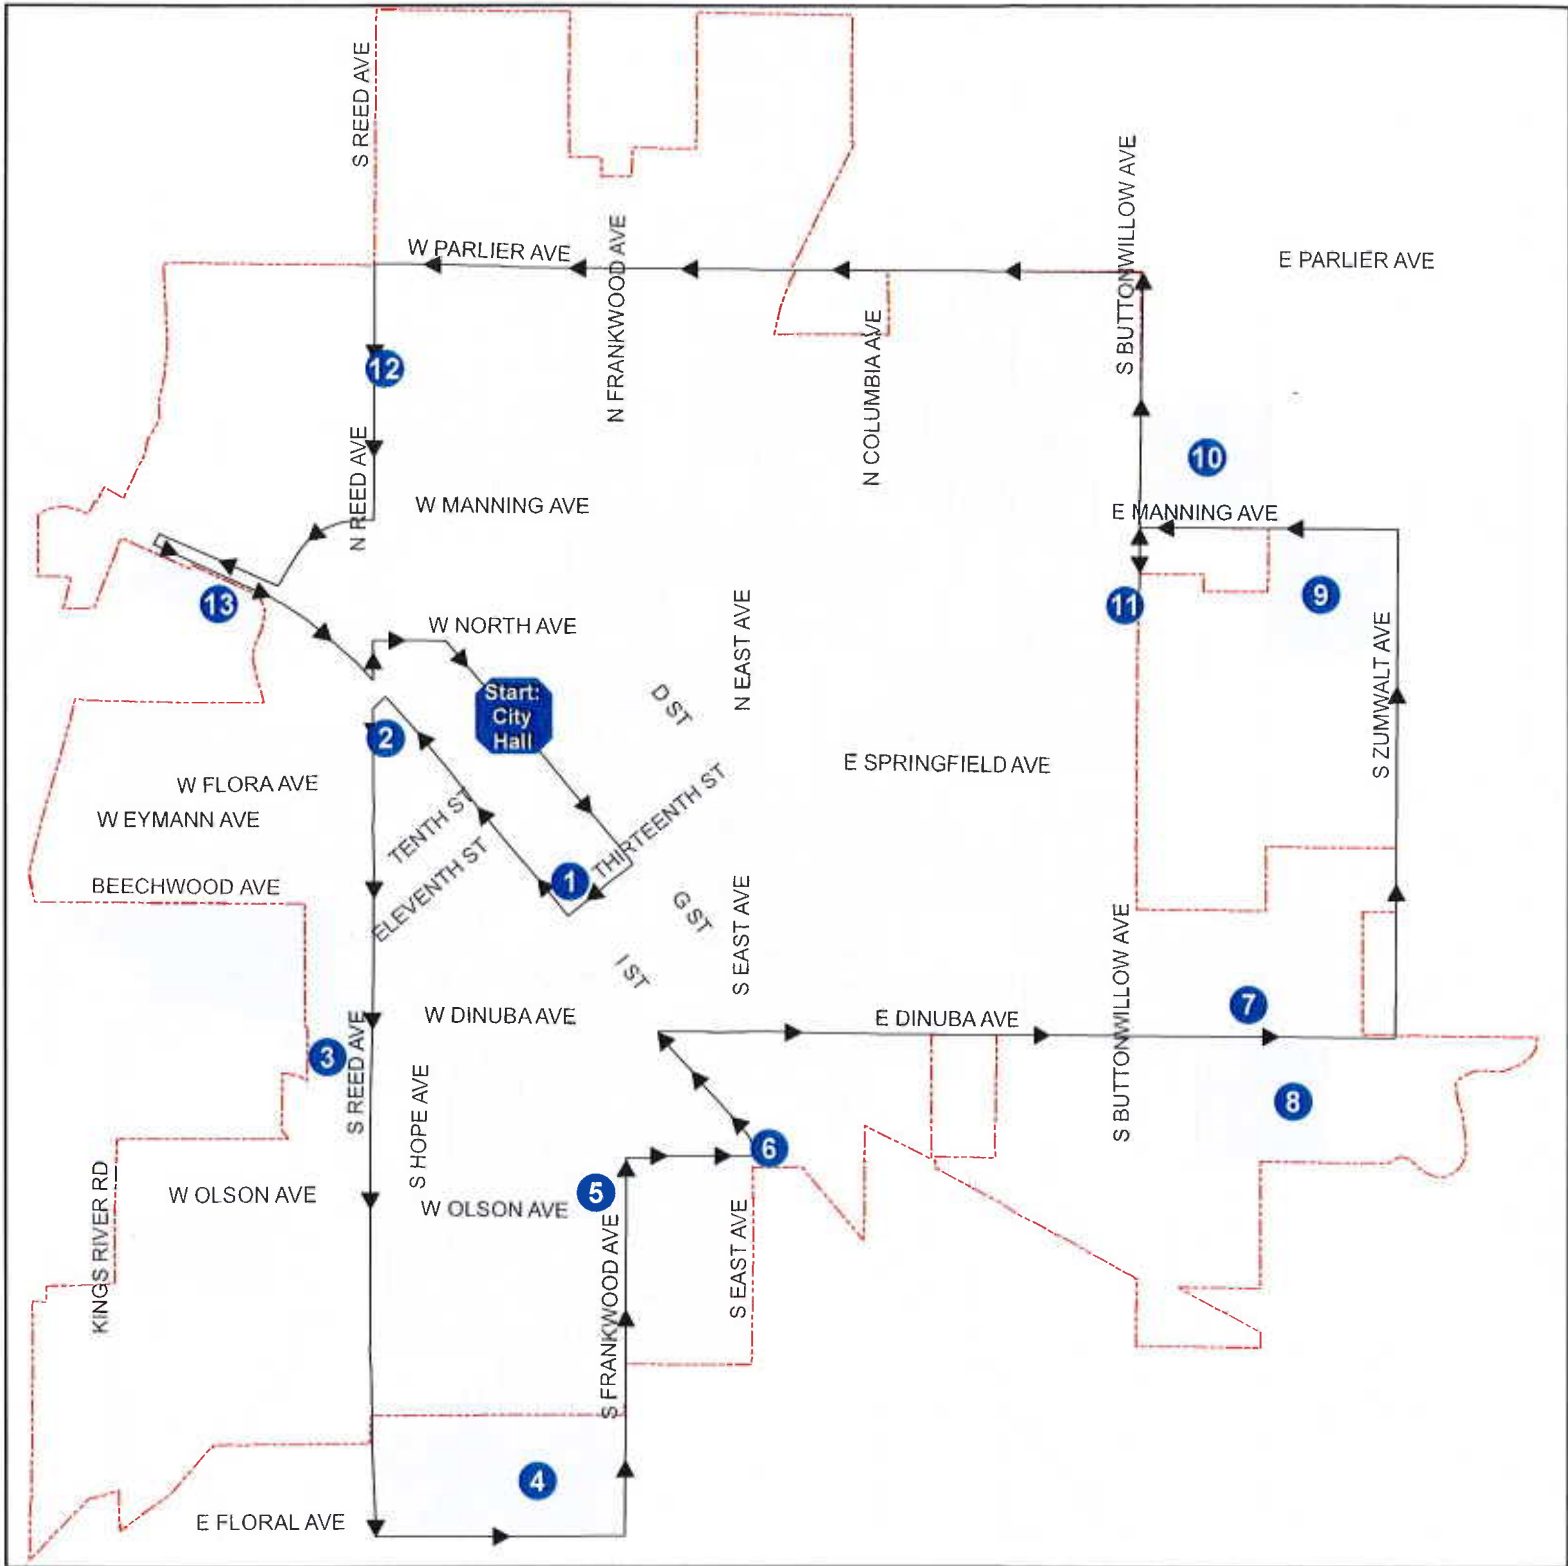 S REED AVE
W PARLIER AVE
N FRANKWOOD AVE
S BUTTONWILLOW AVE
E PARLIER AVE
12
N COLUMBIA AVE
N REED AVE
W MANNING AVE
10
E MANNING AVE
13
11
9
W NORTH AVE
N EAST AVE
S ZUMWALT AVE
Start:
City
Hall
D ST
2
E SPRINGFIELD AVE
W FLORA AVE
W EYMANN AVE
TENTH ST
THIRTEENTH ST
BEECHWOOD AVE
ELEVENTH ST
1
G ST
S EAST AVE
I ST
S BUTTONWILLOW AVE
7
W DINUBA AVE
E DINUBA AVE
3
S REED AVE
S HOPE AVE
8
6
KINGS RIVER RD
W OLSON AVE
W OLSON AVE
5
S FRANKWOOD AVE
S EAST AVE
4
E FLORAL AVE